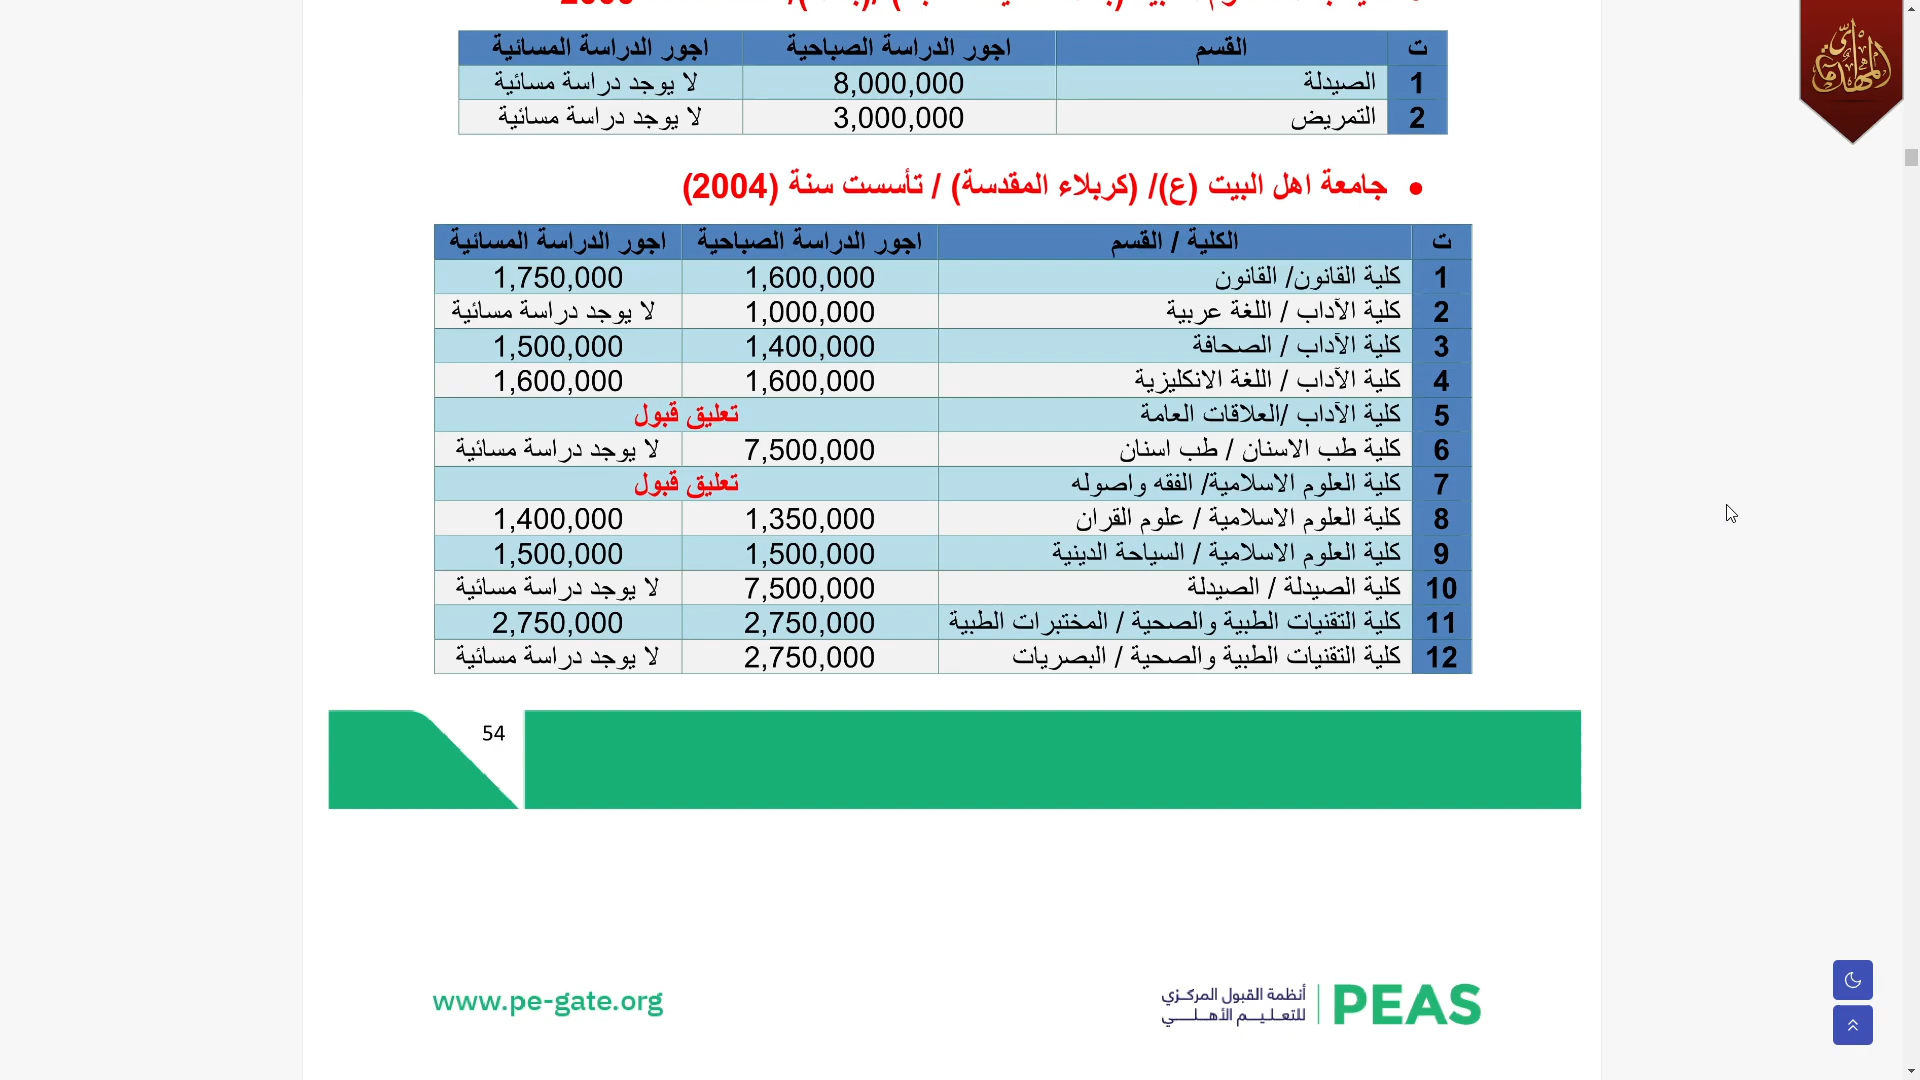 ت القسم اجور الدراسة الصباحية اجور الدراسة المسائية
1 الصيدلة 8,000,000 لا يوجد دراسة مسائية
2 التمريض 3,000,000 لا يوجد دراسة مسائية
• جامعة اهل البيت (ع)/ (كربلاء المقدسة) / تأسست سنة (2004)
ت الكلية / القسم اجور الدراسة الصباحية اجور الدراسة المسائية
1 كلية القانون/ القانون 1,600,000 1,750,000
2 كلية الآداب / اللغة عربية 1,000,000 لا يوجد دراسة مسائية
3 كلية الآداب / الصحافة 1,400,000 1,500,000
4 كلية الآداب / اللغة الانكليزية 1,600,000 1,600,000
5 كلية الآداب /العلاقات العامة تعليق قبول
6 كلية طب الاسنان / طب اسنان 7,500,000 لا يوجد دراسة مسائية
7 كلية العلوم الاسلامية/ الفقه واصوله تعليق قبول
8 كلية العلوم الاسلامية / علوم القران 1,350,000 1,400,000
9 كلية العلوم الاسلامية / السياحة الدينية 1,500,000 1,500,000
10 كلية الصيدلة / الصيدلة 7,500,000 لا يوجد دراسة مسائية
11 كلية التقنيات الطبية والصحية / المختبرات الطبية 2,750,000 2,750,000
12 كلية التقنيات الطبية والصحية / البصريات 2,750,000 لا يوجد دراسة مسائية
54
PEAS
أنظمة القبول المركزي
للتعليم الأهلي
www.pe-gate.org